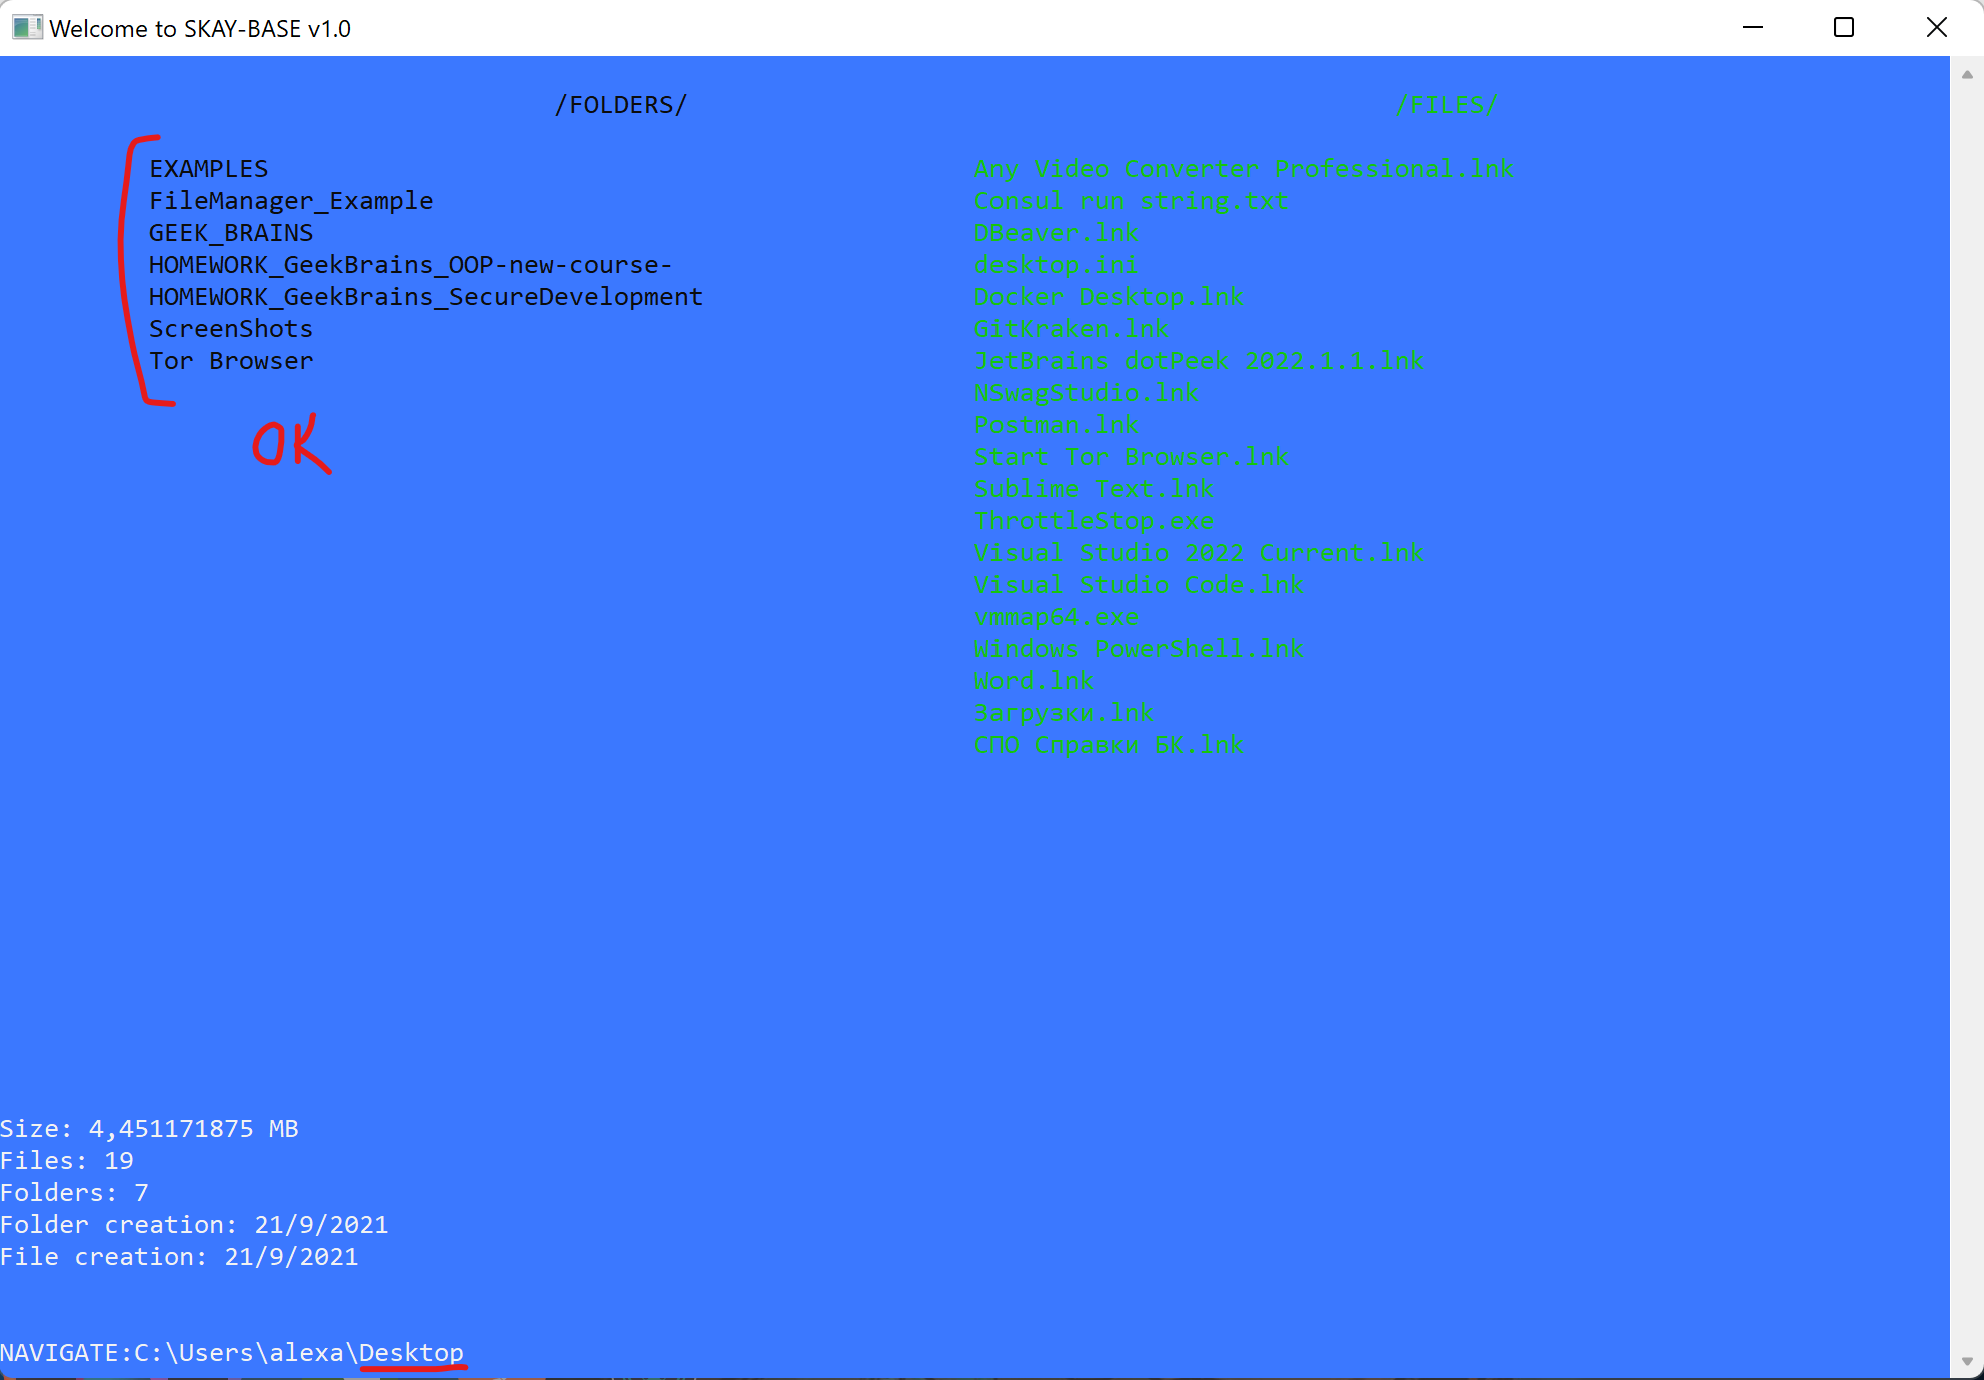 Welcome to SKAY-BASE v1.0
/FOLDERS/
EXAMPLES
FileManager_Example
GEEK_BRAINS
HOMEWORK_GeekBrains_OOP-new-course-
HOMEWORK_GeekBrains_SecureDevelopment
ScreenShots
Tor Browser
OK
/FILES/
Any Video Converter Professional.lnk
Consul run string.txt
DBeaver.lnk
desktop.ini
Docker Desktop.lnk
GitKraken.lnk
JetBrains dotPeek 2022.1.1.lnk
NSwagStudio.lnk
Postman.lnk
Start Tor Browser.lnk
Sublime Text.lnk
ThrottleStop.exe
Visual Studio 2022 Current.lnk
Visual Studio Code.lnk
vmmap64.exe
Windows PowerShell.lnk
Word.lnk
Загрузки.lnk
СПО Справки БК.lnk
Size: 4,451171875 MB
Files: 19
Folders: 7
Folder creation: 21/9/2021
File creation: 21/9/2021
NAVIGATE:C:\Users\alexa\Desktop